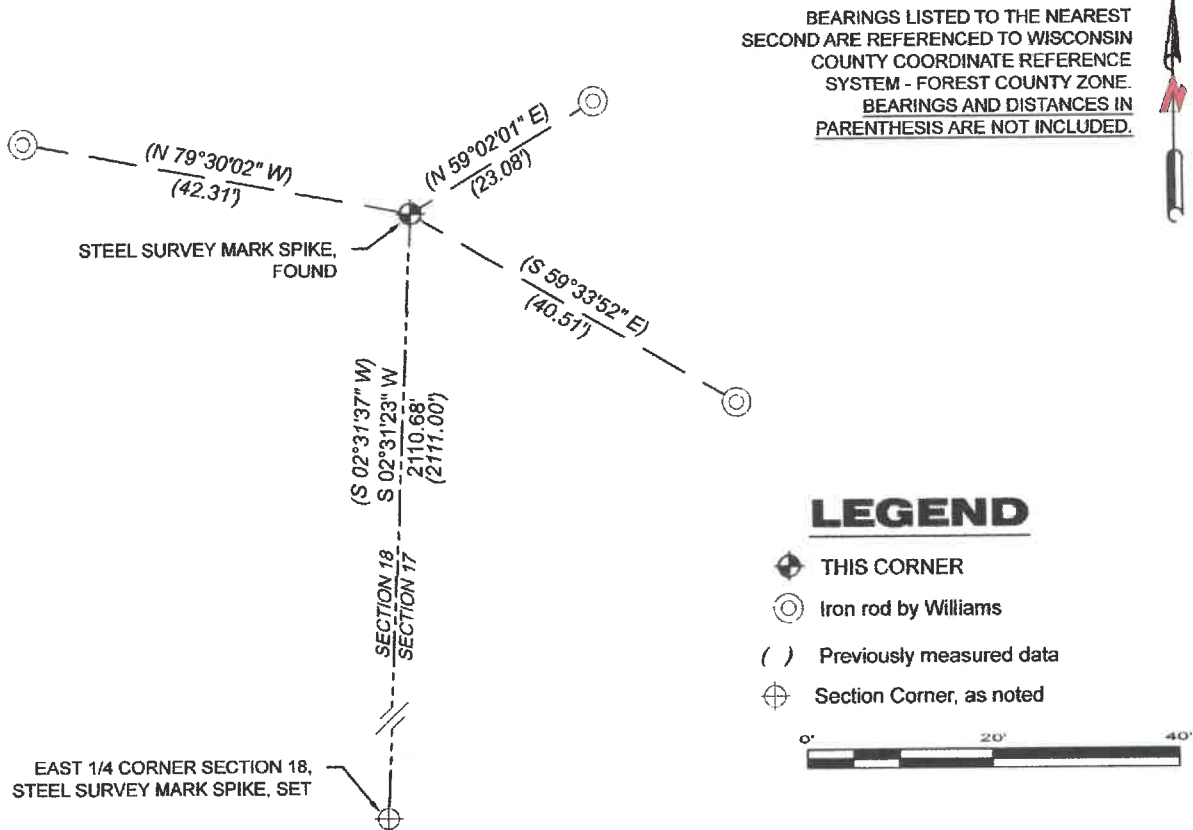 BEARINGS LISTED TO THE NEAREST
SECOND ARE REFERENCED TO WISCONSIN
COUNTY COORDINATE REFERENCE
SYSTEM - FOREST COUNTY ZONE.
BEARINGS AND DISTANCES IN
PARENTHESIS ARE NOT INCLUDED.
N
(N 79°30'02" W)
(42.31')
(N 59°02'01" E)
(23.08')
STEEL SURVEY MARK SPIKE,
FOUND
(S 59°33'52" E)
(40.51')
(S 02°31'37" W)
S 02°31'23" W
2110.68'
(2111.00')
SECTION 18
SECTION 17
EAST 1/4 CORNER SECTION 18,
STEEL SURVEY MARK SPIKE, SET
LEGEND
THIS CORNER
Iron rod by Williams
( ) Previously measured data
Section Corner, as noted
0' 20' 40'